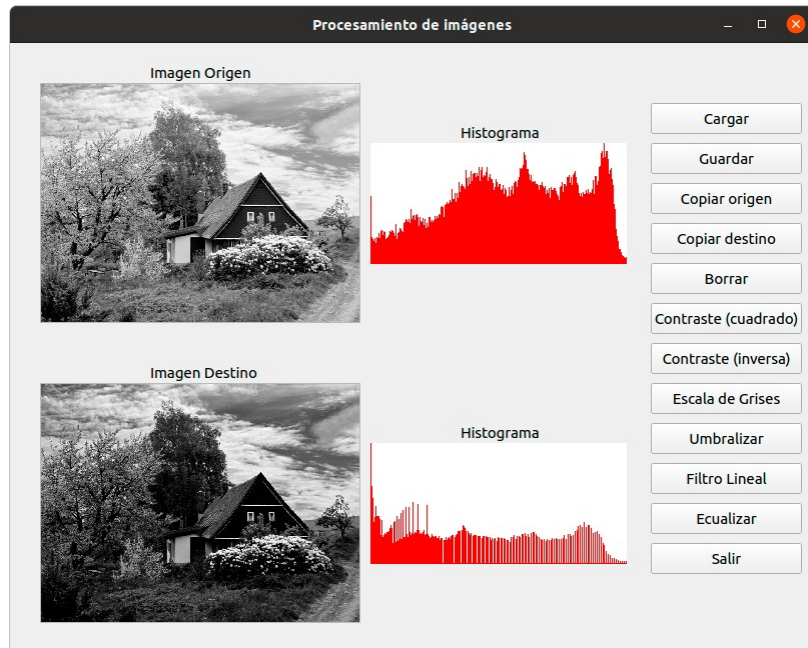 Procesamiento de imágenes
Imagen Origen
Histograma
Imagen Destino
Histograma
Cargar
Guardar
Copiar origen
Copiar destino
Borrar
Contraste (cuadrado)
Contraste (inversa)
Escala de Grises
Umbralizar
Filtro Lineal
Ecualizar
Salir